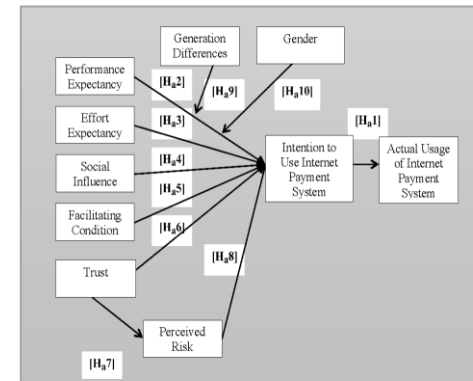 Generation
Differences
Gender
Performance
Expectancy
[Ha2]
[Ha9]
[Ha10]
Effort
Expectancy
[Ha3]
[Ha1]
Social
Influence
[Ha4]
Intention to
Use Internet
Payment
System
Actual Usage
of Internet
Payment
System
[Ha5]
Facilitating
Condition
[Ha6]
[Ha8]
Trust
Perceived
Risk
[Ha7]